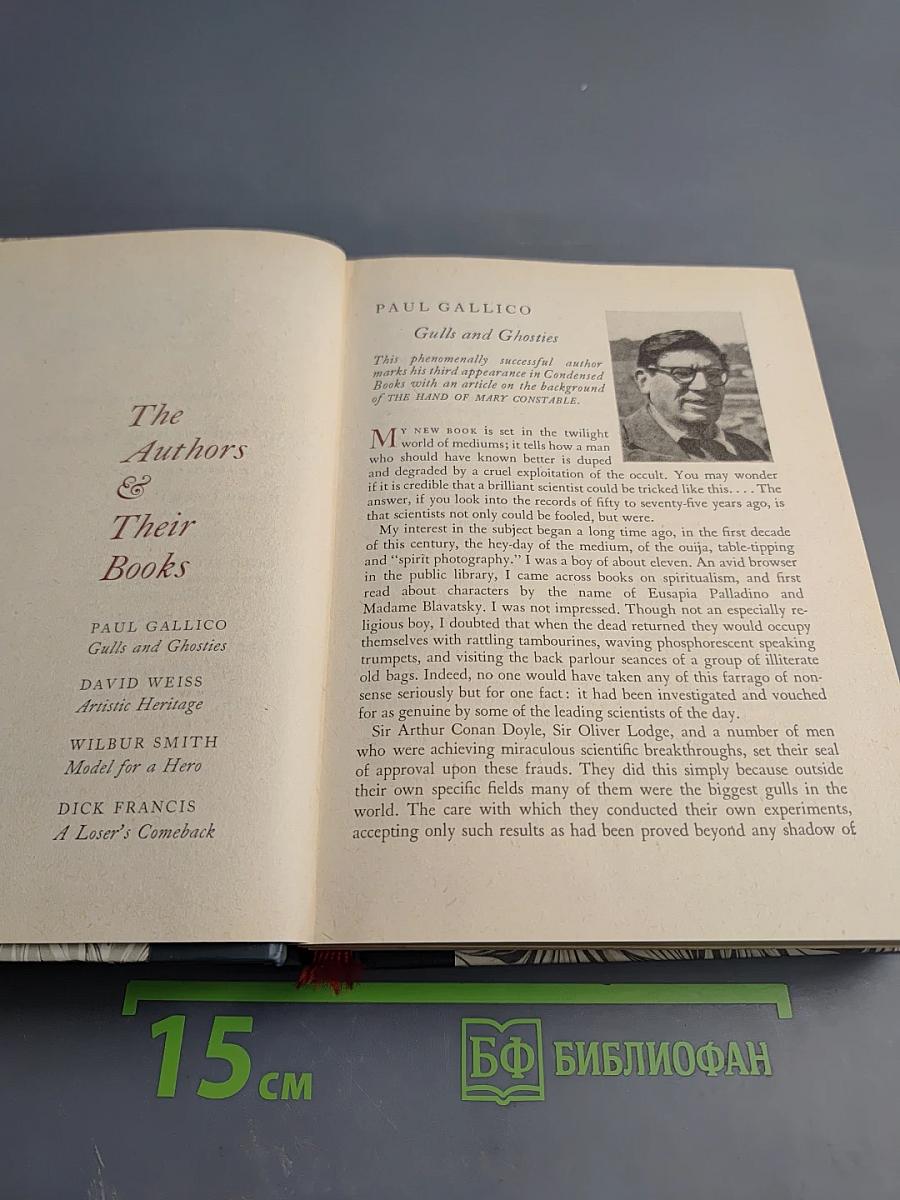 The
Authors
&
Their
Books
PAUL GALLICO
Gulls and Ghosties
DAVID WEISS
Artistic Heritage
WILBUR SMITH
Model for a Hero
DICK FRANCIS
A Loser's Comeback
PAUL GALLICO
Gulls and Ghosties
This phenomenally successful author
marks his third appearance in Condensed
Books with an article on the background
of THE HAND OF MARY CONSTABLE.
MY NEW BOOK is set in the twilight
world of mediums; it tells how a man
who should have known better is duped
and degraded by a cruel exploitation of the occult. You may wonder
if it is credible that a brilliant scientist could be tricked like this. . . . The
answer, if you look into the records of fifty to seventy-five years ago, is
that scientists not only could be fooled, but were.
My interest in the subject began a long time ago, in the first decade
of this century, the hey-day of the medium, of the ouija, table-tipping
and "spirit photography." I was a boy of about eleven. An avid browser
in the public library, I came across books on spiritualism, and first
read about characters by the name of Eusapia Palladino and
Madame Blavatsky. I was not impressed. Though not an especially re-
ligious boy, I doubted that when the dead returned they would occupy
themselves with rattling tambourines, waving phosphorescent speaking
trumpets, and visiting the back parlour seances of a group of illiterate
old bags. Indeed, no one would have taken any of this farrago of non-
sense seriously but for one fact: it had been investigated and vouched
for as genuine by some of the leading scientists of the day.
Sir Arthur Conan Doyle, Sir Oliver Lodge, and a number of men
who were achieving miraculous scientific breakthroughs, set their seal
of approval upon these frauds. They did this simply because outside
their own specific fields many of them were the biggest gulls in the
world. The care with which they conducted their own experiments,
accepting only such results as had been proved beyond any shadow of
15 см
БФ БИБЛИОФАН